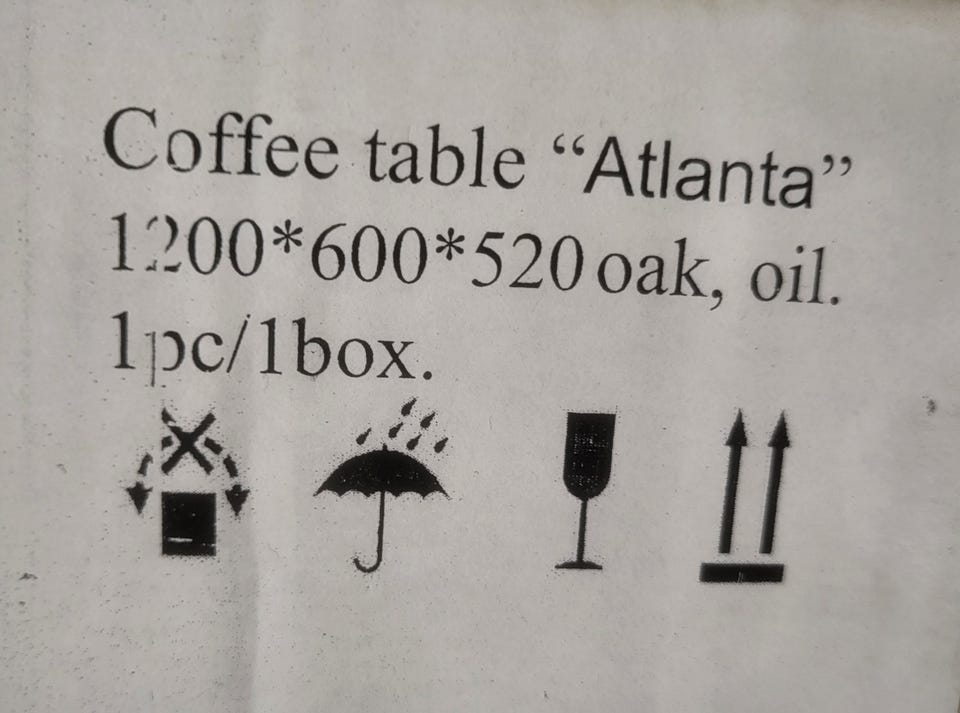 Coffee table “Atlanta”
1200*600*520 oak, oil.
1pc/1box.